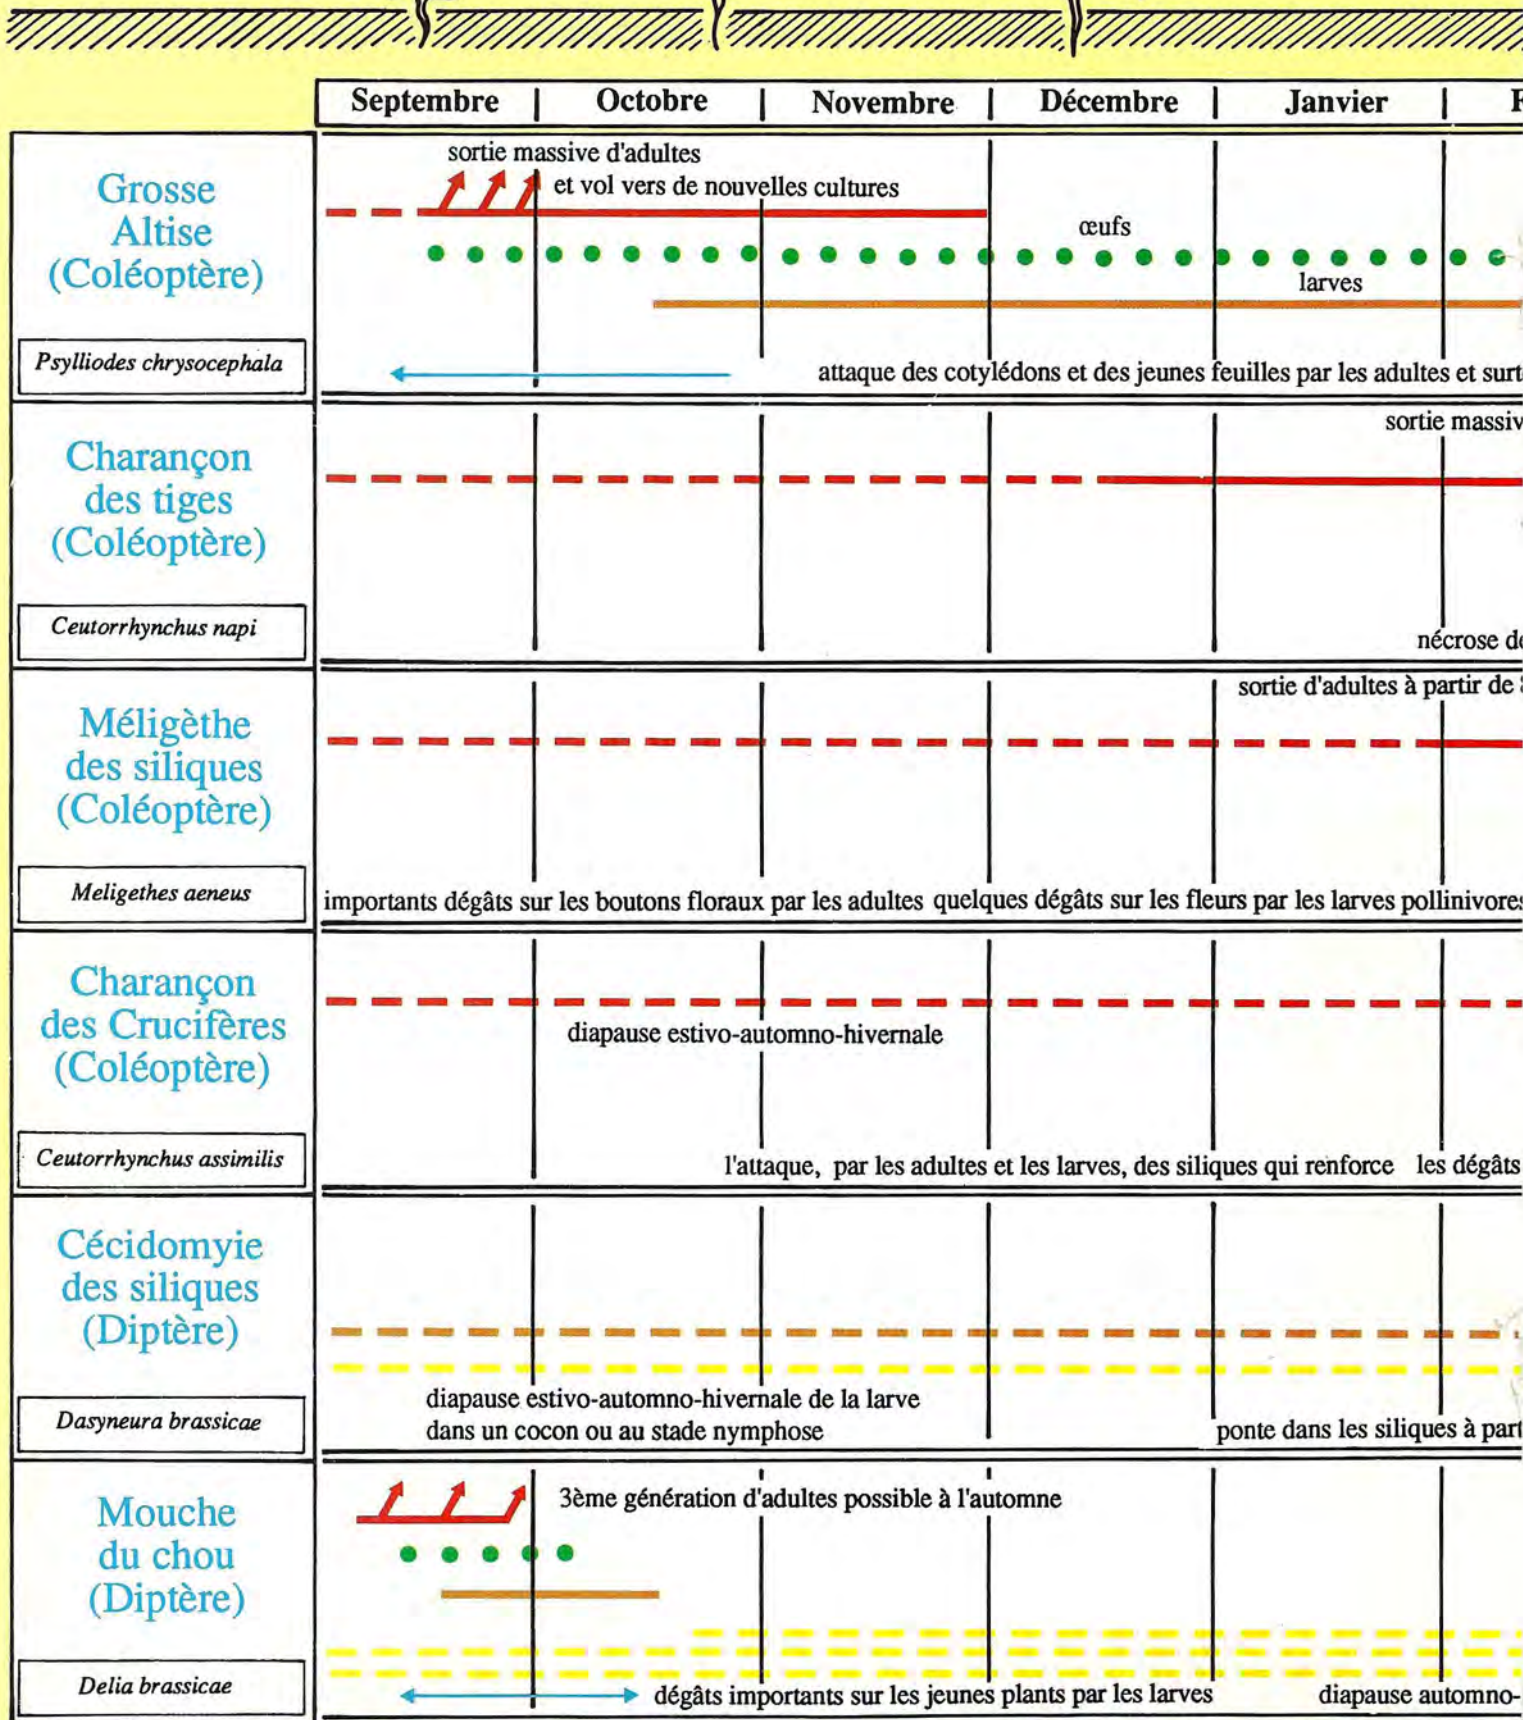 Septembre | Octobre | Novembre | Décembre | Janvier | F
Grosse
Altise
(Coléoptère)
Psylliodes chrysocephala
sortie massive d'adultes
et vol vers de nouvelles cultures
œufs
larves
attaque des cotylédons et des jeunes feuilles par les adultes et surt
Charançon
des tiges
(Coléoptère)
Ceutorrhynchus napi
sortie massiv
nécrose de
Méligèthe
des siliques
(Coléoptère)
Meligethes aeneus
sortie d'adultes à partir de
importants dégâts sur les boutons floraux par les adultes quelques dégâts sur les fleurs par les larves pollinivores
Charançon
des Crucifères
(Coléoptère)
Ceutorrhynchus assimilis
diapause estivo-automno-hivernale
l'attaque, par les adultes et les larves, des siliques qui renforce les dégâts
Cécidomyie
des siliques
(Diptère)
Dasyneura brassicae
diapause estivo-automno-hivernale de la larve
dans un cocon ou au stade nymphose
ponte dans les siliques à part
Mouche
du chou
(Diptère)
Delia brassicae
3ème génération d'adultes possible à l'automne
dégâts importants sur les jeunes plants par les larves
diapause automno-